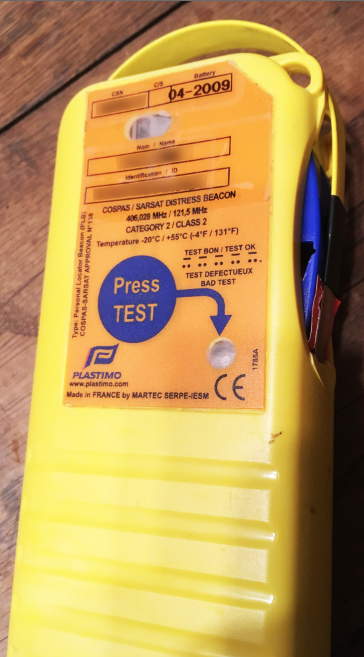 CSN C/S Battery
04-2009
Nom / Name
Identification / ID
COSPAS / SARSAT DISTRESS BEACON
406,028 MHz / 121,5 MHz
CATEGORY 2 / CLASS 2
Temperature -20°C / +55°C (-4°F / 131°F)
Type: Personal Locator Beacon (PLB)
COSPAS-SARSAT APPROVAL N°138
TEST BON / TEST OK
TEST DEFECTUEUX
BAD TEST
Press
TEST
1785A
PLASTIMO
www.plastimo.com
Made in FRANCE by MARTEC SERPE-IESM
CE